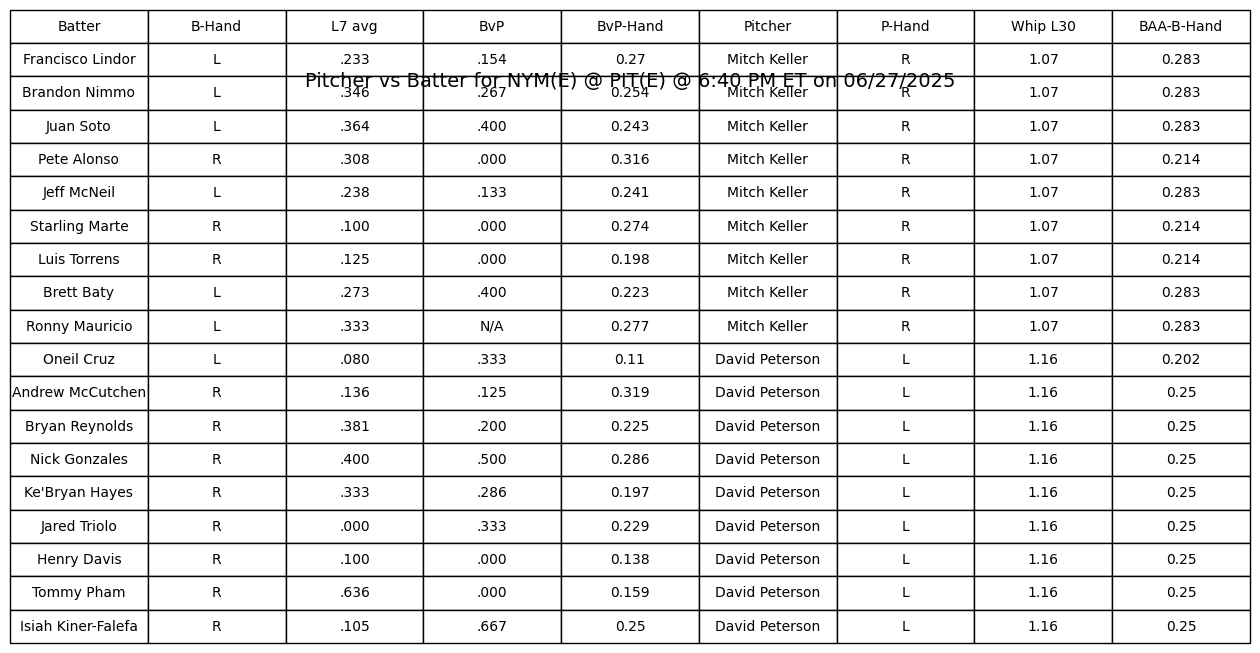 Batter B-Hand L7 avg BvP BvP-Hand Pitcher P-Hand Whip L30 BAA-B-Hand
Francisco Lindor L .233 .154 0.27 Mitch Keller R 1.07 0.283
Pitcher vs Batter for NYM(E) @ PIT(E) @ 6:40 PM ET on 06/27/2025
Brandon Nimmo L .346 .267 0.254 Mitch Keller R 1.07 0.283
Juan Soto L .364 .400 0.243 Mitch Keller R 1.07 0.283
Pete Alonso R .308 .000 0.316 Mitch Keller R 1.07 0.214
Jeff McNeil L .238 .133 0.241 Mitch Keller R 1.07 0.283
Starling Marte R .100 .000 0.274 Mitch Keller R 1.07 0.214
Luis Torrens R .125 .000 0.198 Mitch Keller R 1.07 0.214
Brett Baty L .273 .400 0.223 Mitch Keller R 1.07 0.283
Ronny Mauricio L .333 N/A 0.277 Mitch Keller R 1.07 0.283
Oneil Cruz L .080 .333 0.11 David Peterson L 1.16 0.202
Andrew McCutchen R .136 .125 0.319 David Peterson L 1.16 0.25
Bryan Reynolds R .381 .200 0.225 David Peterson L 1.16 0.25
Nick Gonzales R .400 .500 0.286 David Peterson L 1.16 0.25
Ke'Bryan Hayes R .333 .286 0.197 David Peterson L 1.16 0.25
Jared Triolo R .000 .333 0.229 David Peterson L 1.16 0.25
Henry Davis R .100 .000 0.138 David Peterson L 1.16 0.25
Tommy Pham R .636 .000 0.159 David Peterson L 1.16 0.25
Isiah Kiner-Falefa R .105 .667 0.25 David Peterson L 1.16 0.25